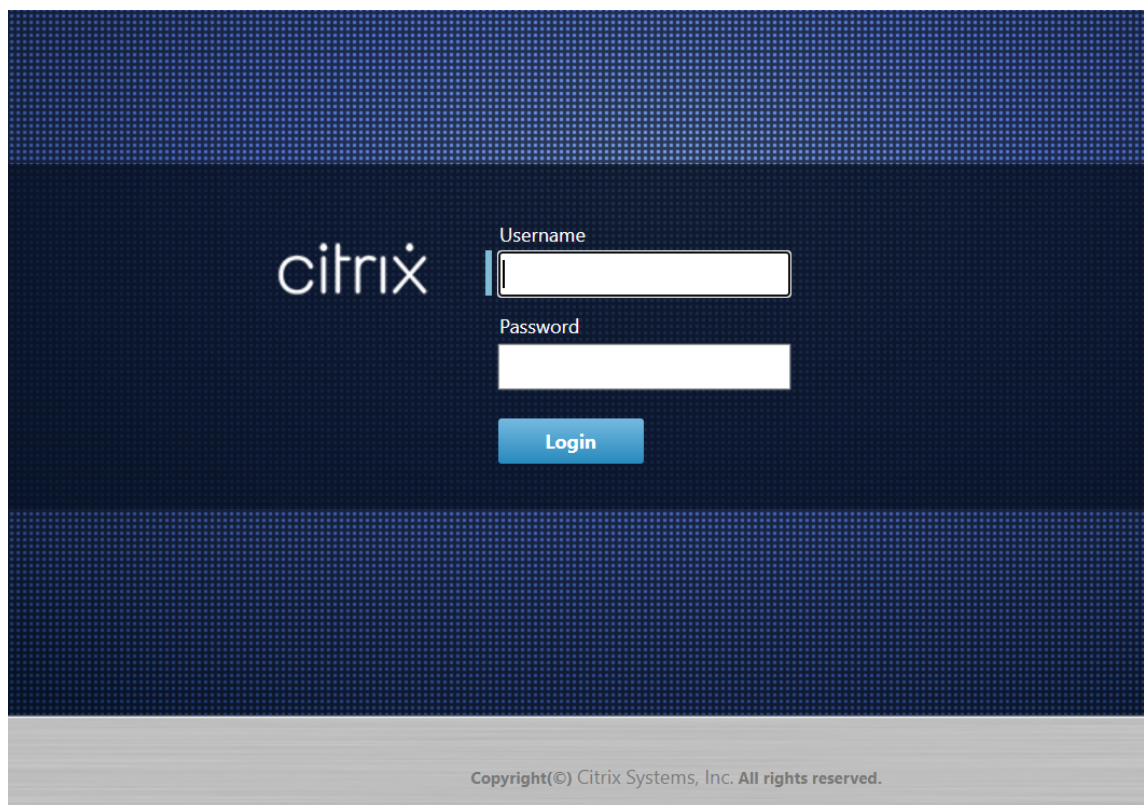 citrix
Username
Password
Login
Copyright(©) Citrix Systems, Inc. All rights reserved.